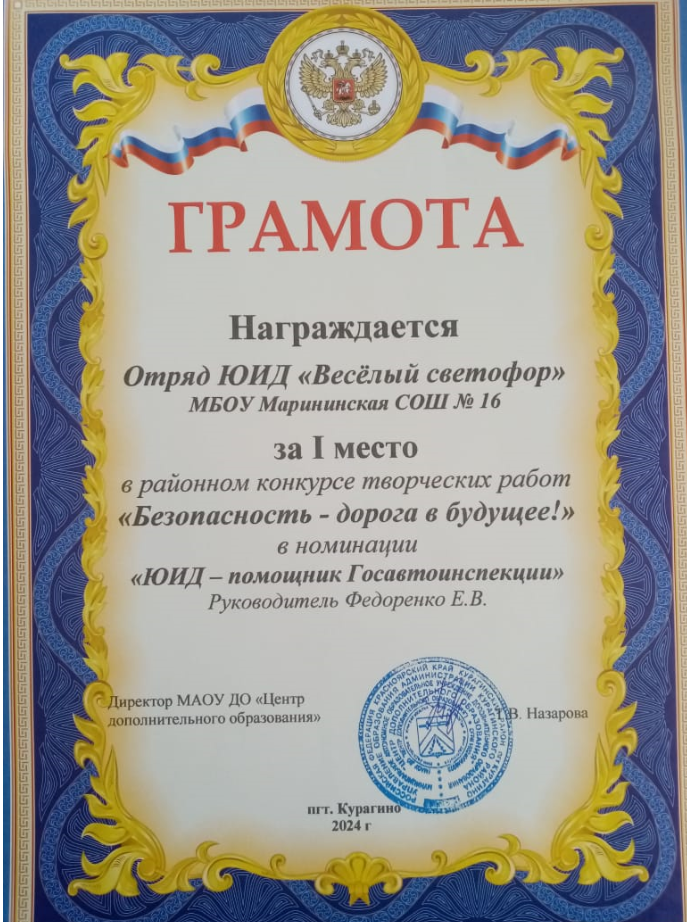 ГРАМОТА
Награждается
Отряд ЮИД «Весёлый светофор»
МБОУ Марининская СОШ № 16
за I место
в районном конкурсе творческих работ
«Безопасность - дорога в будущее!»
в номинации
«ЮИД – помощник Госавтоинспекции»
Руководитель Федоренко Е.В.
Директор МАОУ ДО «Центр
дополнительного образования»
Т.В. Назарова
пгт. Курагино
2024 г